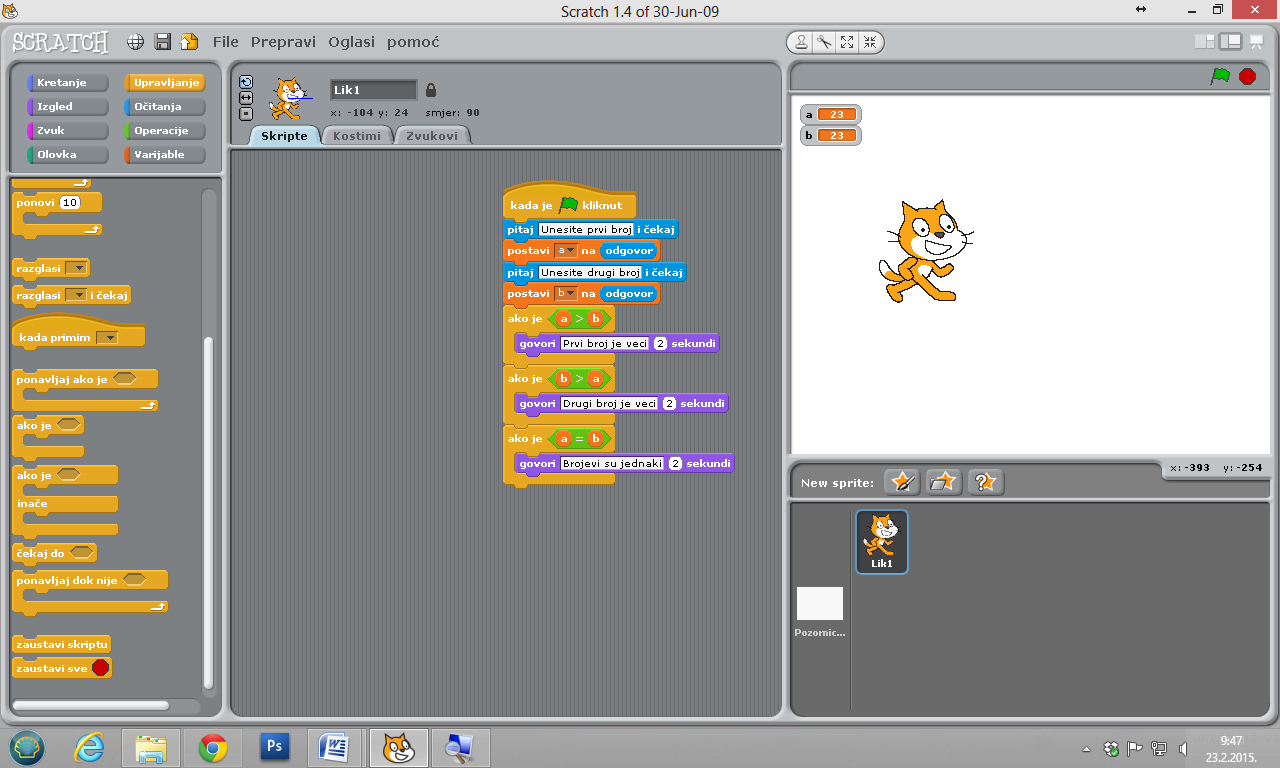 Scratch 1.4 of 30-Jun-09
SCRATCH File Prepravi Oglasi pomoć
Kretanje Upravljanje
Izgled Očitanja
Zvuk Operacije
Olovka Varijable
ponovi 10
razglasi
razglasi i čekaj
kada primim
ponavljaj ako je
ako je
ako je
inače
čekaj do
ponavljaj dok nije
zaustavi skriptu
zaustavi sve
Lik1
x: -104 y: 24 smjer: 90
Skripte Kostimi Zvukovi
kada je kliknut
pitaj Unesite prvi broj i čekaj
postavi a na odgovor
pitaj Unesite drugi broj i čekaj
postavi b na odgovor
ako je a > b
govori Prvi broj je veci 2 sekundi
ako je b > a
govori Drugi broj je veci 2 sekundi
ako je a = b
govori Brojevi su jednaki 2 sekundi
a 23
b 23
x: -393 y: -254
New sprite:
Lik1
Pozornic...
Ps
W
9:47
23.2.2015.